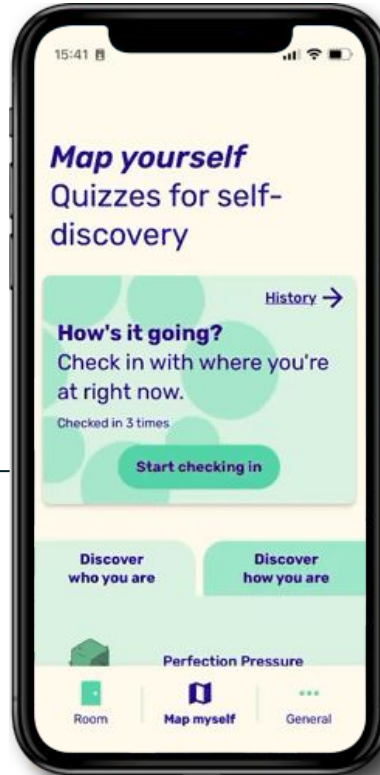 15:41
Map yourself
Quizzes for self-
discovery
History →
How's it going?
Check in with where you're
at right now.
Checked in 3 times
Start checking in
Discover
who you are
Discover
how you are
Perfection Pressure
Room
Map myself
General